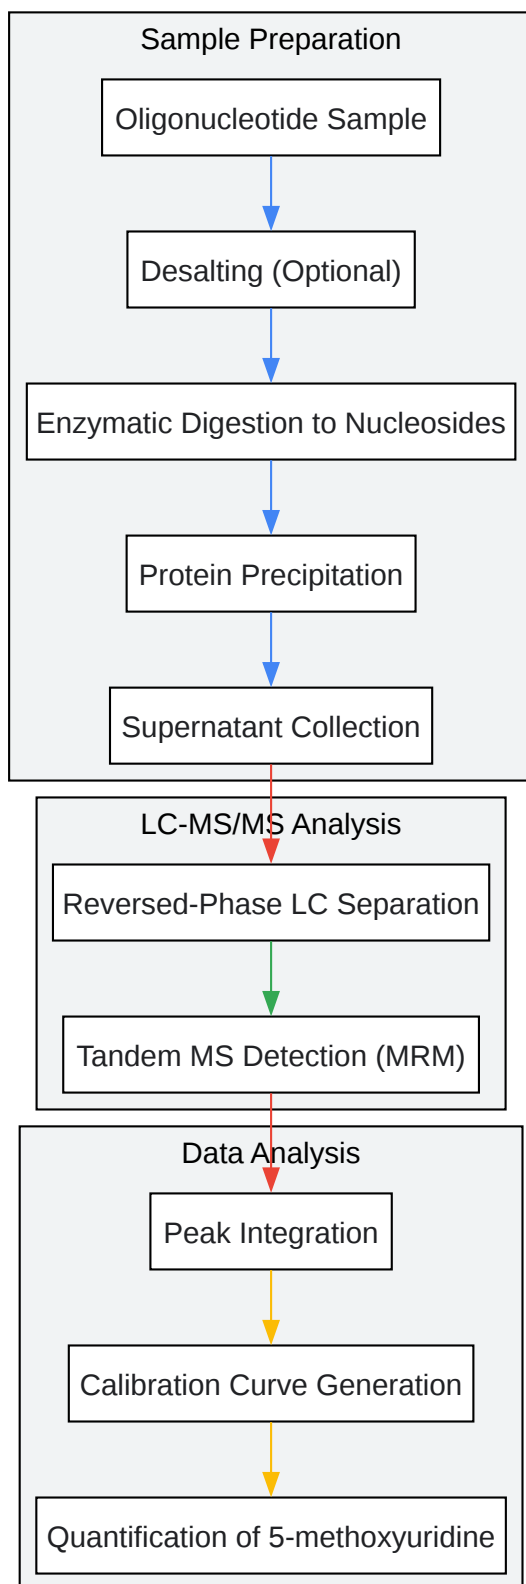 Sample Preparation
Oligonucleotide Sample
Desalting (Optional)
Enzymatic Digestion to Nucleosides
Protein Precipitation
Supernatant Collection
LC-MS/MS Analysis
Reversed-Phase LC Separation
Tandem MS Detection (MRM)
Data Analysis
Peak Integration
Calibration Curve Generation
Quantification of 5-methoxyuridine